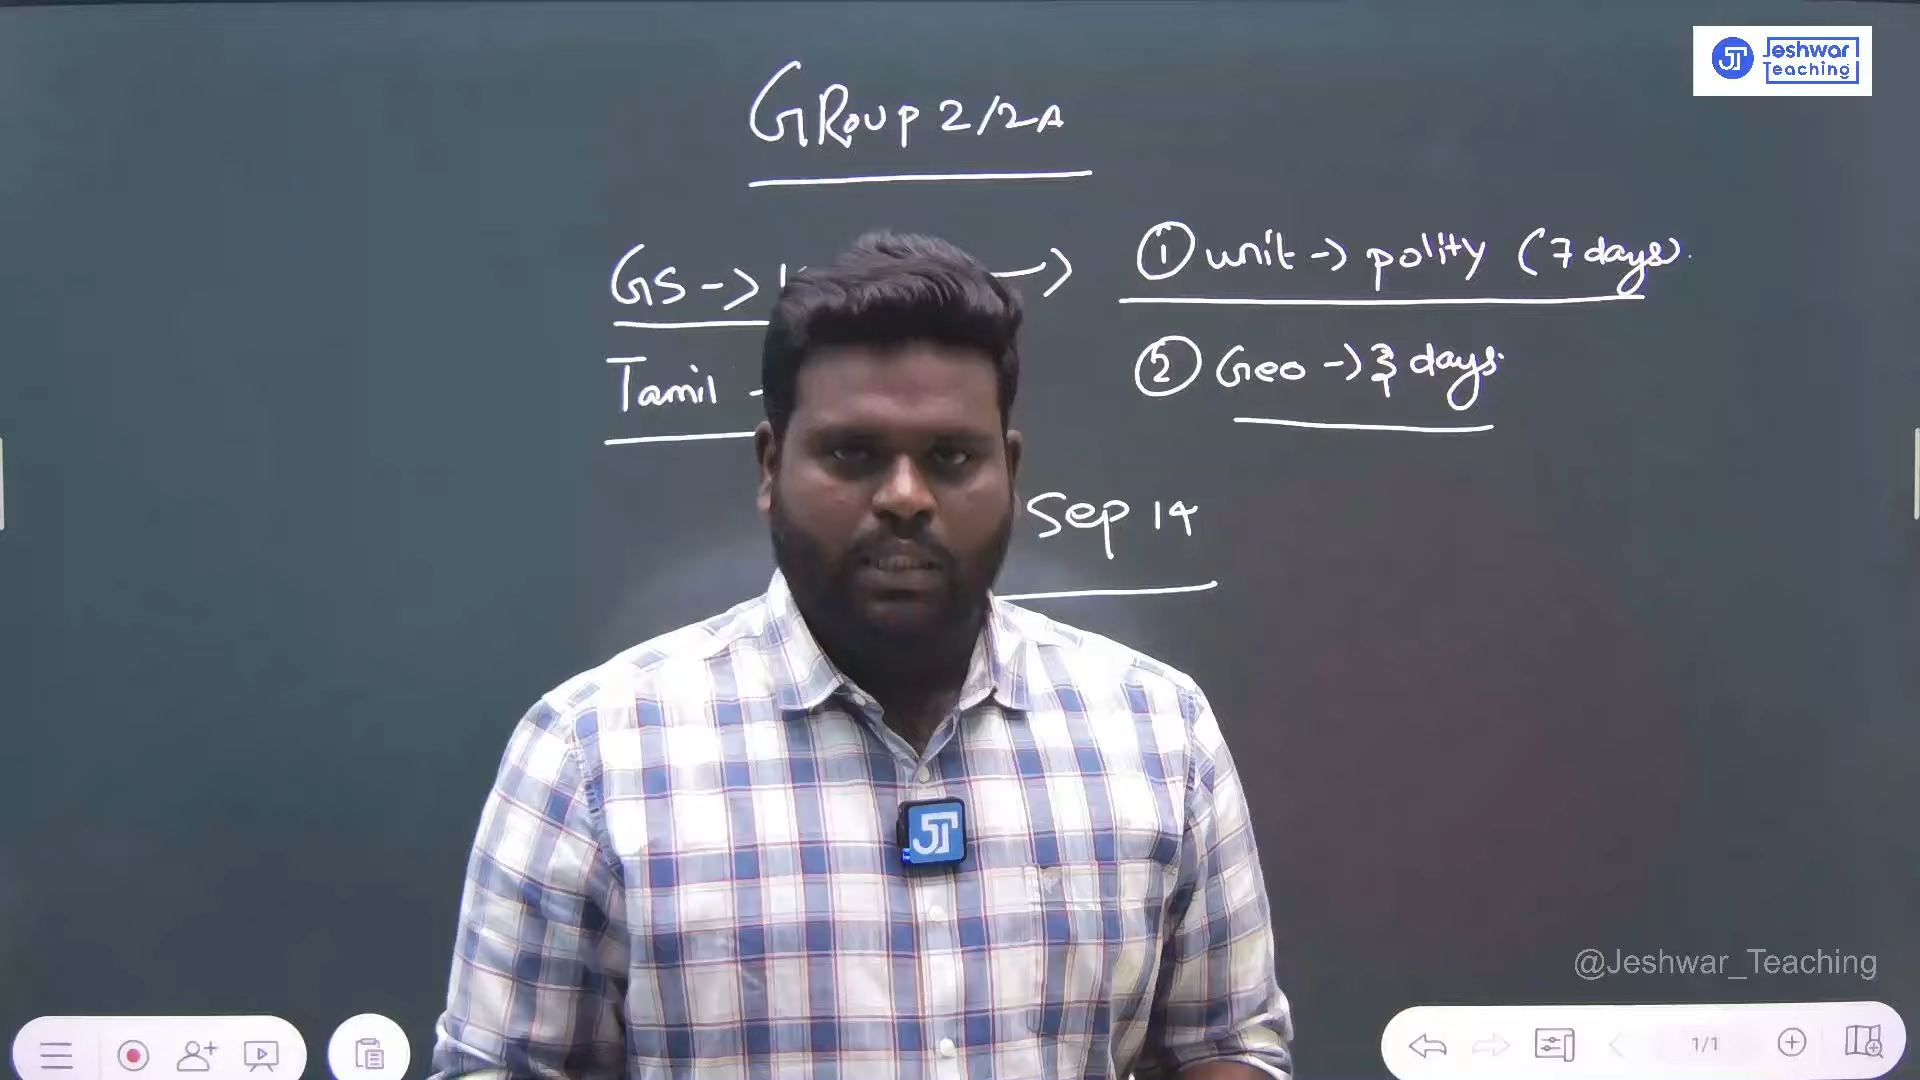 Jeshwar
Teaching
GROUP 2/2A
GS ->
-> ① unit -> polity (7 days).
Tamil -
② Geo -> 3 days.
Sep 14
JT
@Jeshwar_Teaching
1/1